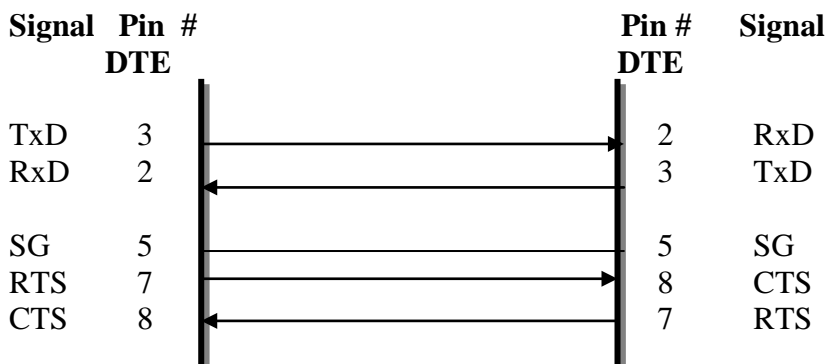 Signal Pin # Pin # Signal
DTE DTE
TxD 3 2 RxD
RxD 2 3 TxD
SG 5 5 SG
RTS 7 8 CTS
CTS 8 7 RTS